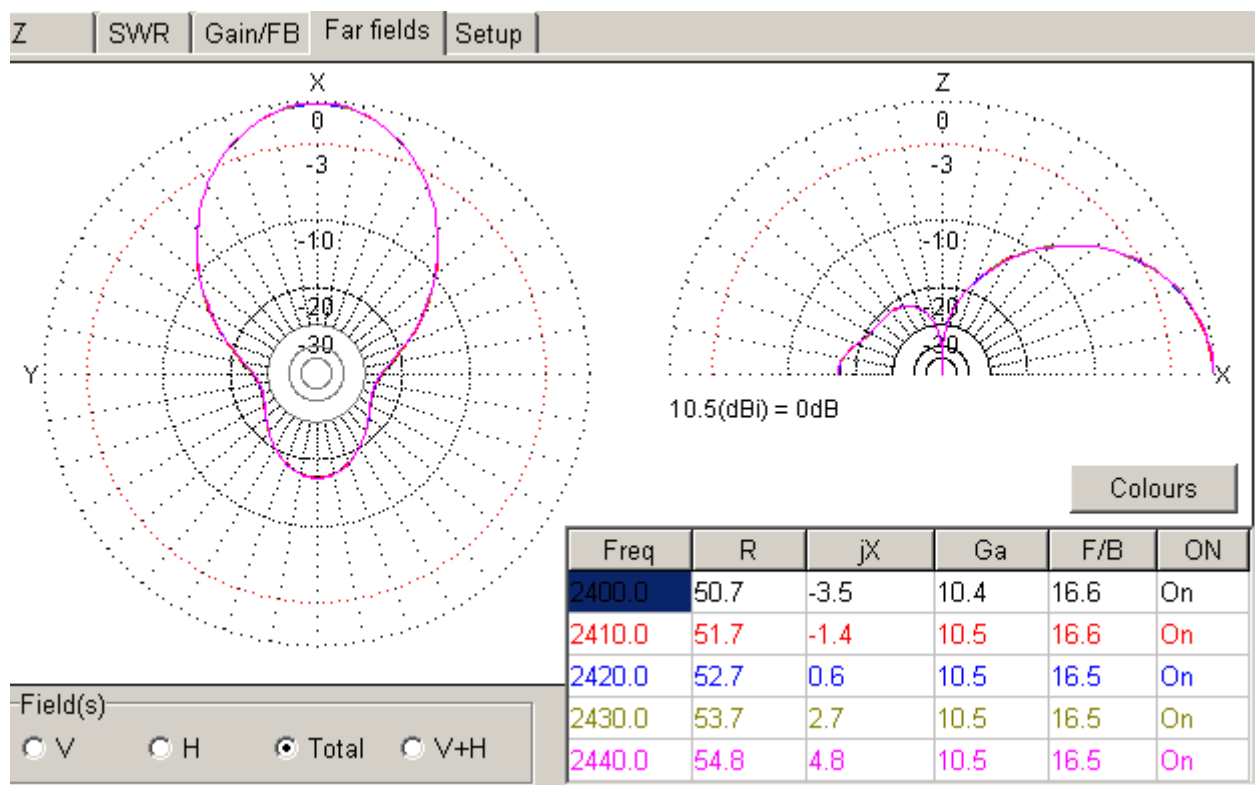 Z SWR Gain/FB Far fields Setup
X
0
-3
-10
-20
-30
Y
Z
0
-3
-10
-20
-30
X
10.5(dBi) = 0dB
Colours
Freq R jX Ga F/B ON
2400.0 50.7 -3.5 10.4 16.6 On
2410.0 51.7 -1.4 10.5 16.6 On
2420.0 52.7 0.6 10.5 16.5 On
2430.0 53.7 2.7 10.5 16.5 On
2440.0 54.8 4.8 10.5 16.5 On
Field(s)
V H Total V+H